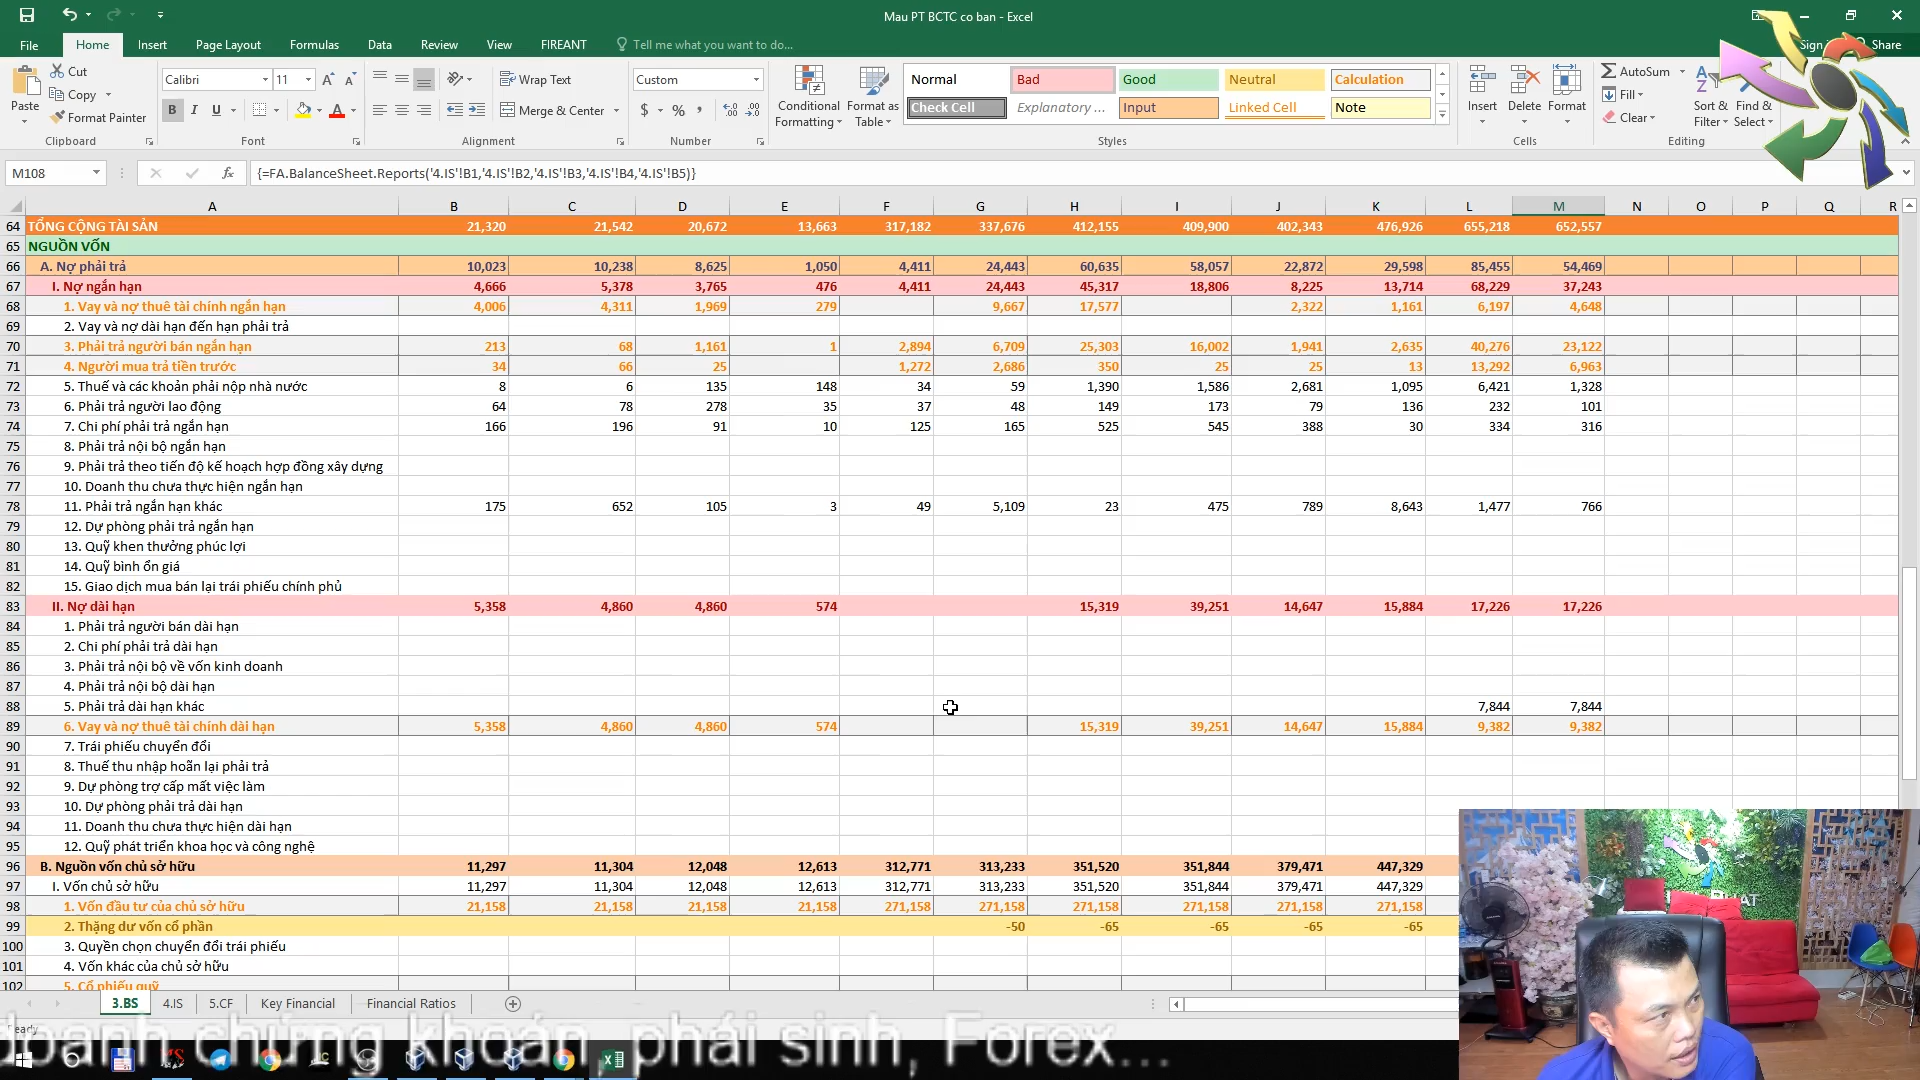 Mau PT BCTC co ban - Excel
File Home Insert Page Layout Formulas Data Review View FIREANT Tell me what you want to do... Share
Paste Cut Copy Format Painter
Clipboard
Calibri 11
B I U
Font
Wrap Text
Merge & Center
Alignment
Custom
$ %
Number
Conditional Formatting
Format as Table
Normal Bad Good Neutral Calculation
Check Cell Explanatory ... Input Linked Cell Note
Styles
Insert Delete Format
Cells
AutoSum
Fill
Clear
Sort & Filter
Find & Select
Editing
M108 fx {=FA.BalanceSheet.Reports('4.IS'!B1,'4.IS'!B2,'4.IS'!B3,'4.IS'!B4,'4.IS'!B5)}
A B C D E F G H I J K L M N O P Q R
64 TỔNG CỘNG TÀI SẢN 21,320 21,542 20,672 13,663 317,182 337,676 412,155 409,900 402,343 476,926 655,218 652,557
65 NGUỒN VỐN
66 A. Nợ phải trả 10,023 10,238 8,625 1,050 4,411 24,443 60,635 58,057 22,872 29,598 85,455 54,469
67 I. Nợ ngắn hạn 4,666 5,378 3,765 476 4,411 24,443 45,317 18,806 8,225 13,714 68,229 37,243
68 1. Vay và nợ thuê tài chính ngắn hạn 4,006 4,311 1,969 279 9,667 17,577 2,322 1,161 6,197 4,648
69 2. Vay và nợ dài hạn đến hạn phải trả
70 3. Phải trả người bán ngắn hạn 213 68 1,161 1 2,894 6,709 25,303 16,002 1,941 2,635 40,276 23,122
71 4. Người mua trả tiền trước 34 66 25 1,272 2,686 350 25 25 13 13,292 6,963
72 5. Thuế và các khoản phải nộp nhà nước 8 6 135 148 34 59 1,390 1,586 2,681 1,095 6,421 1,328
73 6. Phải trả người lao động 64 78 278 35 37 48 149 173 79 136 232 101
74 7. Chi phí phải trả ngắn hạn 166 196 91 10 125 165 525 545 388 30 334 316
75 8. Phải trả nội bộ ngắn hạn
76 9. Phải trả theo tiến độ kế hoạch hợp đồng xây dựng
77 10. Doanh thu chưa thực hiện ngắn hạn
78 11. Phải trả ngắn hạn khác 175 652 105 3 49 5,109 23 475 789 8,643 1,477 766
79 12. Dự phòng phải trả ngắn hạn
80 13. Quỹ khen thưởng phúc lợi
81 14. Quỹ bình ổn giá
82 15. Giao dịch mua bán lại trái phiếu chính phủ
83 II. Nợ dài hạn 5,358 4,860 4,860 574 15,319 39,251 14,647 15,884 17,226 17,226
84 1. Phải trả người bán dài hạn
85 2. Chi phí phải trả dài hạn
86 3. Phải trả nội bộ về vốn kinh doanh
87 4. Phải trả nội bộ dài hạn
88 5. Phải trả dài hạn khác 7,844 7,844
89 6. Vay và nợ thuê tài chính dài hạn 5,358 4,860 4,860 574 15,319 39,251 14,647 15,884 9,382 9,382
90 7. Trái phiếu chuyển đổi
91 8. Thuế thu nhập hoãn lại phải trả
92 9. Dự phòng trợ cấp mất việc làm
93 10. Dự phòng phải trả dài hạn
94 11. Doanh thu chưa thực hiện dài hạn
95 12. Quỹ phát triển khoa học và công nghệ
96 B. Nguồn vốn chủ sở hữu 11,297 11,304 12,048 12,613 312,771 313,233 351,520 351,844 379,471 447,329
97 I. Vốn chủ sở hữu 11,297 11,304 12,048 12,613 312,771 313,233 351,520 351,844 379,471 447,329
98 1. Vốn đầu tư của chủ sở hữu 21,158 21,158 21,158 21,158 271,158 271,158 271,158 271,158 271,158 271,158
99 2. Thặng dư vốn cổ phần -50 -65 -65 -65 -65
100 3. Quyền chọn chuyển đổi trái phiếu
101 4. Vốn khác của chủ sở hữu
102 5. Cổ phiếu quỹ
3.BS 4.IS 5.CF Key Financial Financial Ratios
doanh chứng khoán, phái sinh, Forex...